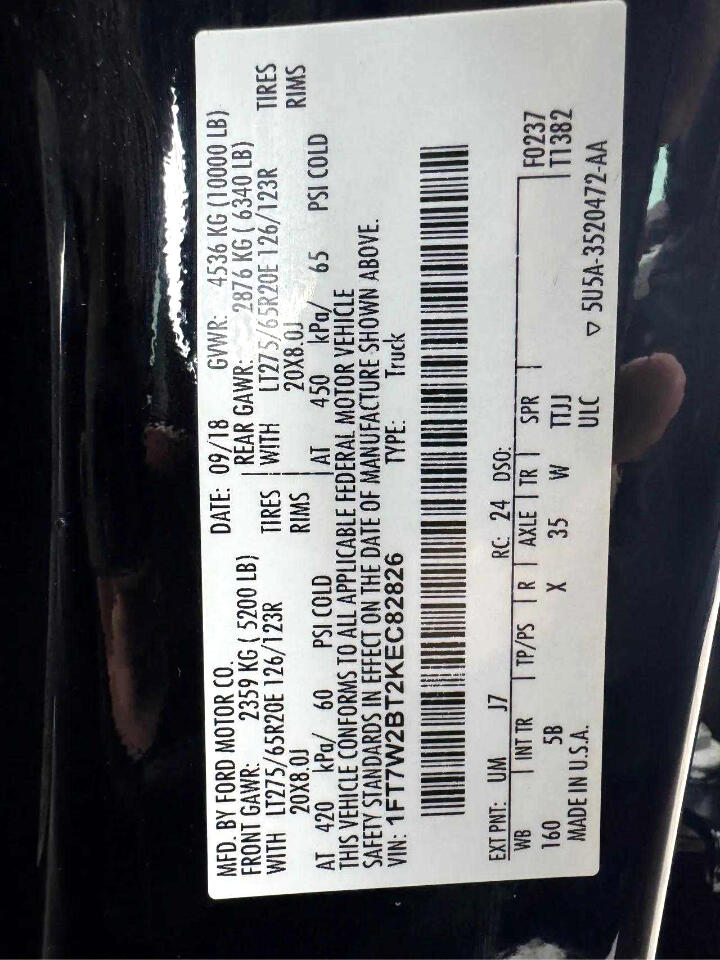 MFD. BY FORD MOTOR CO. DATE: 09/18 GVWR: 4536 KG (10000 LB)
FRONT GAWR: 2359 KG ( 5200 LB) REAR GAWR: 2876 KG ( 6340 LB)
WITH LT275/65R20E 126/123R TIRES WITH LT275/65R20E 126/123R TIRES
20X8.0J RIMS 20X8.0J RIMS
AT 420 kPa/ 60 PSI COLD AT 450 kPa/ 65 PSI COLD
THIS VEHICLE CONFORMS TO ALL APPLICABLE FEDERAL MOTOR VEHICLE
SAFETY STANDARDS IN EFFECT ON THE DATE OF MANUFACTURE SHOWN ABOVE.
VIN: 1FT7W2BT2KEC82826 TYPE: Truck
EXT PNT: UM J7 RC: 24 DSO:
WB INT TR TP/PS R AXLE TR SPR F0237
160 5B X 35 W TTJJ T1382
MADE IN U.S.A. ULC ▽ 5U5A-3520472-AA